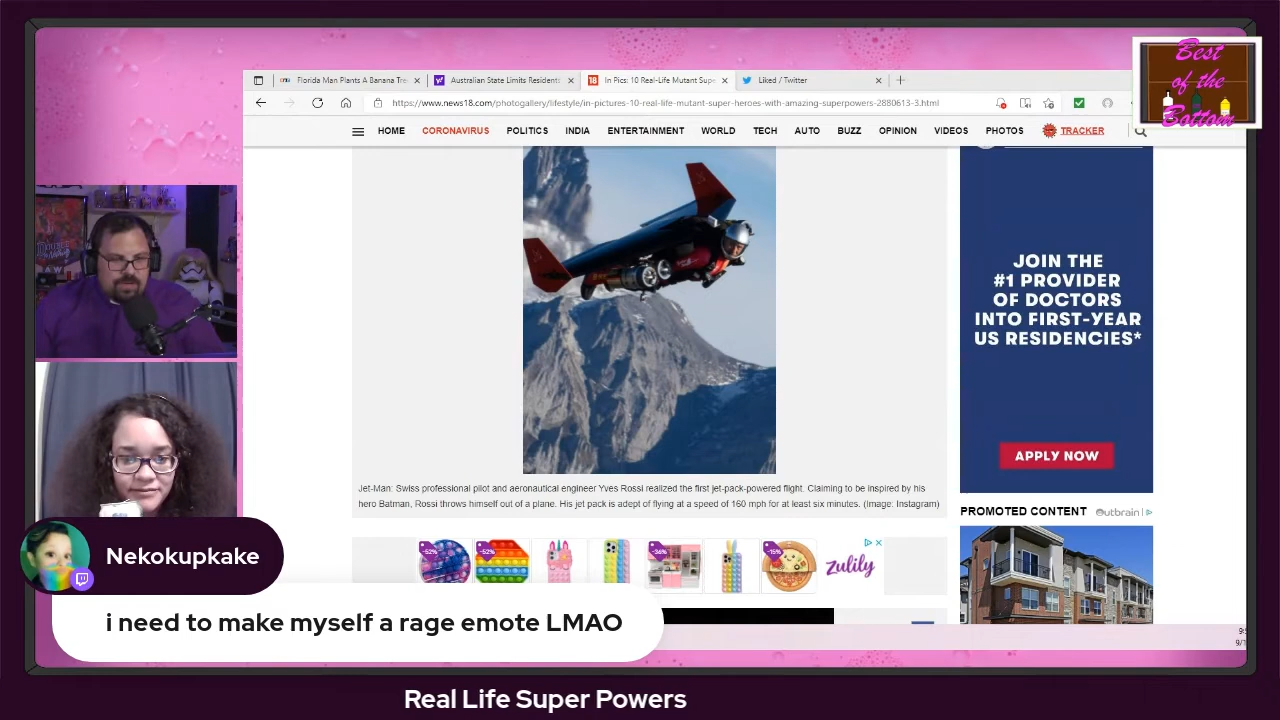 Best
of the
Bottom
Florida Man Plants A Banana Tre
Australian State Limits Resident
18 In Pics: 10 Real-Life Mutant Supe
Liked / Twitter
https://www.news18.com/photogallery/lifestyle/in-pictures-10-real-life-mutant-super-heroes-with-amazing-superpowers-2880613-3.html
HOME CORONAVIRUS POLITICS INDIA ENTERTAINMENT WORLD TECH AUTO BUZZ OPINION VIDEOS PHOTOS TRACKER
JOIN THE
#1 PROVIDER
OF DOCTORS
INTO FIRST-YEAR
US RESIDENCIES*
APPLY NOW
Jet-Man: Swiss professional pilot and aeronautical engineer Yves Rossi realized the first jet-pack-powered flight. Claiming to be inspired by his
hero Batman, Rossi throws himself out of a plane. His jet pack is adept of flying at a speed of 160 mph for at least six minutes. (Image: Instagram)
PROMOTED CONTENT Outbrain
-52% -52% -36% -15% zulily
Nekokupkake
i need to make myself a rage emote LMAO
Real Life Super Powers